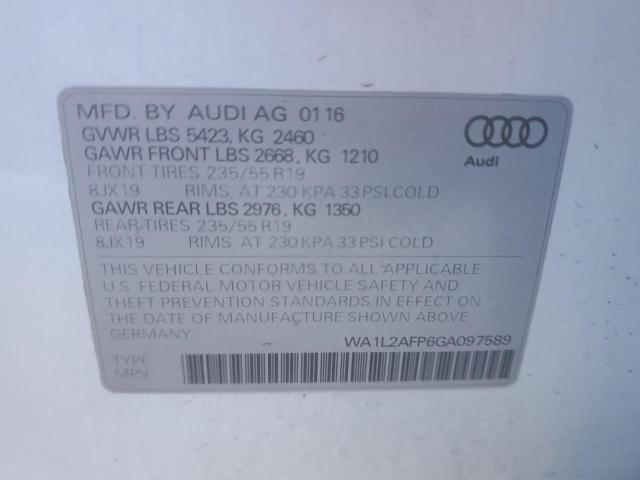 MFD. BY AUDI AG 01 16
GVWR LBS 5423, KG 2460
GAWR FRONT LBS 2668, KG 1210
FRONT-TIRES 235/55 R19
8JX19 RIMS, AT 230 KPA 33 PSI COLD
GAWR REAR LBS 2976, KG 1350
REAR-TIRES 235/55 R19
8JX19 RIMS, AT 230 KPA 33 PSI COLD
Audi
THIS VEHICLE CONFORMS TO ALL APPLICABLE
U.S. FEDERAL MOTOR VEHICLE SAFETY AND
THEFT PREVENTION STANDARDS IN EFFECT ON
THE DATE OF MANUFACTURE SHOWN ABOVE
GERMANY
WA1L2AFP6GA097589
TYPE
MPV